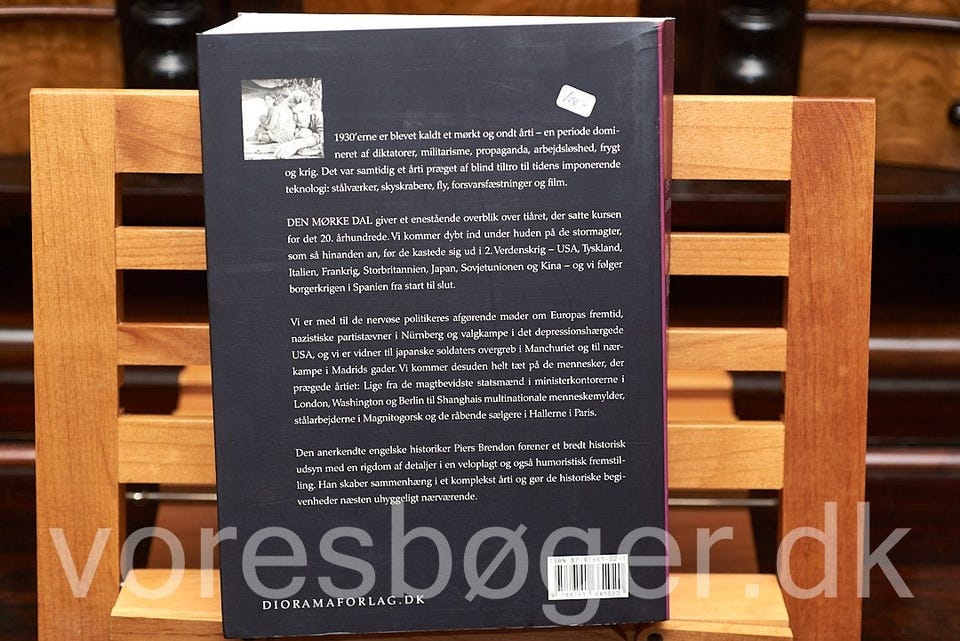 100,-
1930'erne er blevet kaldt et mørkt og ondt årti – en periode domi-
neret af diktatorer, militarisme, propaganda, arbejdsløshed, frygt
og krig. Det var samtidig et årti præget af blind tiltro til tidens imponerende
teknologi: stålværker, skyskrabere, fly, forsvarsfæstninger og film.
DEN MØRKE DAL giver et enestående overblik over tiåret, der satte kursen
for det 20. århundrede. Vi kommer dybt ind under huden på de stormagter,
som så hinanden an, før de kastede sig ud i 2. Verdenskrig – USA, Tyskland,
Italien, Frankrig, Storbritannien, Japan, Sovjetunionen og Kina – og vi følger
borgerkrigen i Spanien fra start til slut.
Vi er med til de nervøse politikeres afgørende møder om Europas fremtid,
nazistiske partistævner i Nürnberg og valgkampe i det depressionshærgede
USA, og vi er vidner til japanske soldaters overgreb i Manchuriet og til nær-
kampe i Madrids gader. Vi kommer desuden helt tæt på de mennesker, der
prægede årtiet: Lige fra de magtbevidste statsmænd i ministerkontorerne i
London, Washington og Berlin til Shanghais multinationale menneskemylder,
stålarbejderne i Magnitogorsk og de råbende sælgere i Hallerne i Paris.
Den anerkendte engelske historiker Piers Brendon forener et bredt historisk
udsyn med en rigdom af detaljer i en veloplagt og også humoristisk fremstil-
ling. Han skaber sammenhæng i et komplekst årti og gør de historiske begi-
venheder næsten uhyggeligt nærværende.
voresbøger.dk
DIORAMAFORLAG.DK